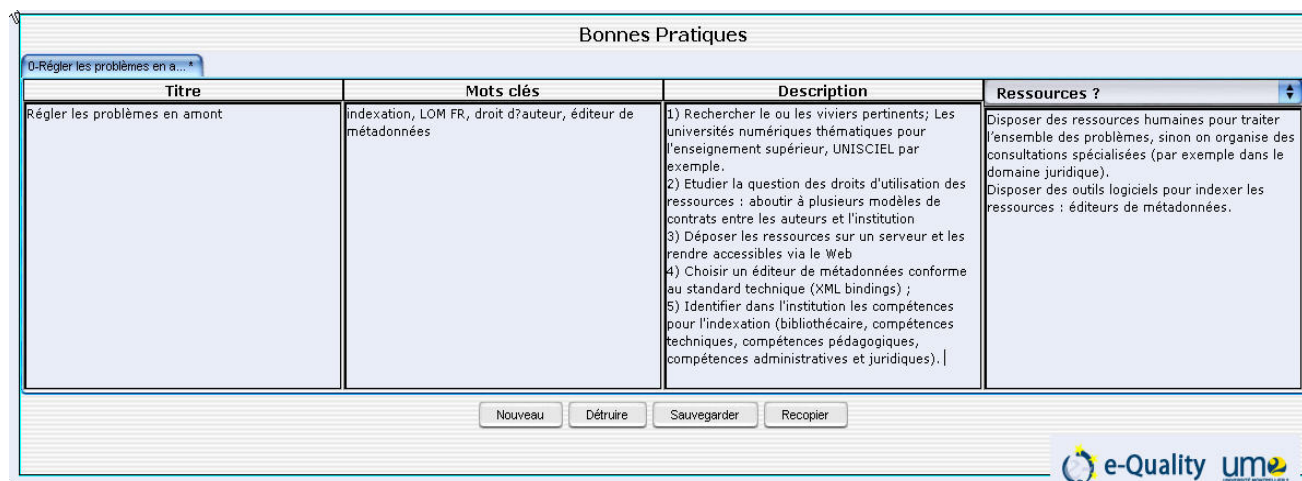 Bonnes Pratiques
0-Régler les problèmes en a... *
Titre
Mots clés
Description
Ressources ?
Régler les problèmes en amont
indexation, LOM FR, droit d?auteur, éditeur de
métadonnées
1) Rechercher le ou les viviers pertinents; Les
universités numériques thématiques pour
l'enseignement supérieur, UNISCIEL par
exemple.
2) Etudier la question des droits d'utilisation des
ressources : aboutir à plusieurs modèles de
contrats entre les auteurs et l'institution
3) Déposer les ressources sur un serveur et les
rendre accessibles via le Web
4) Choisir un éditeur de métadonnées conforme
au standard technique (XML bindings) ;
5) Identifier dans l'institution les compétences
pour l'indexation (bibliothécaire, compétences
techniques, compétences pédagogiques,
compétences administratives et juridiques).
Disposer des ressources humaines pour traiter
l'ensemble des problèmes, sinon on organise des
consultations spécialisées (par exemple dans le
domaine juridique).
Disposer des outils logiciels pour indexer les
ressources : éditeurs de métadonnées.
Nouveau
Détruire
Sauvegarder
Recopier
e-Quality
um2
UNIVERSITÉ MONTPELLIER 2